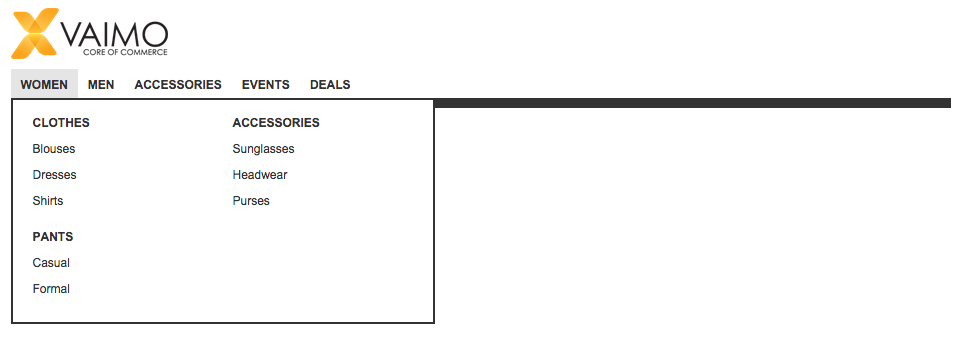 VAIMO
CORE OF COMMERCE
WOMEN MEN ACCESSORIES EVENTS DEALS
CLOTHES
Blouses
Dresses
Shirts
PANTS
Casual
Formal
ACCESSORIES
Sunglasses
Headwear
Purses